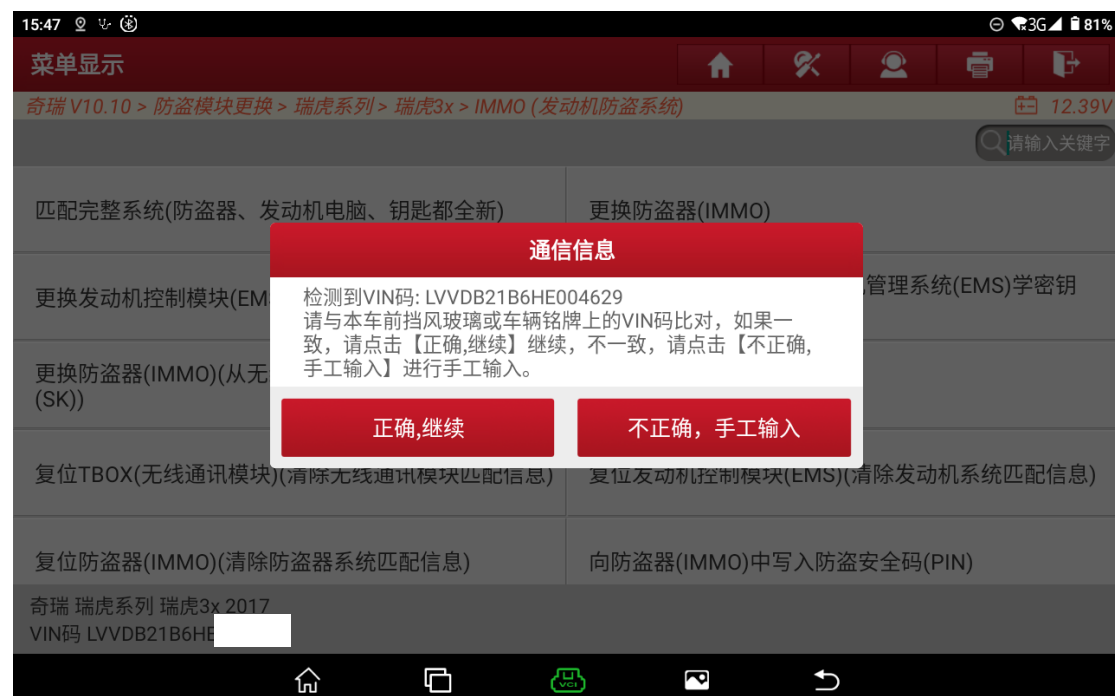 15:47
3G 81%
菜单显示
奇瑞 V10.10 > 防盗模块更换 > 瑞虎系列 > 瑞虎3x > IMMO (发动机防盗系统)
12.39V
请输入关键字
匹配完整系统(防盗器、发动机电脑、钥匙都全新)
更换防盗器(IMMO)
通信信息
更换发动机控制模块(EM
管理系统(EMS)学密钥
检测到VIN码: LVVDB21B6HE004629
请与本车前挡风玻璃或车辆铭牌上的VIN码比对，如果一
致，请点击【正确,继续】继续，不一致，请点击【不正确,
手工输入】进行手工输入。
更换防盗器(IMMO)(从无
(SK))
正确,继续
不正确，手工输入
复位TBOX(无线通讯模块)(清除无线通讯模块匹配信息)
复位发动机控制模块(EMS)(清除发动机系统匹配信息)
复位防盗器(IMMO)(清除防盗器系统匹配信息)
向防盗器(IMMO)中写入防盗安全码(PIN)
奇瑞 瑞虎系列 瑞虎3x 2017
VIN码 LVVDB21B6HE
VCI